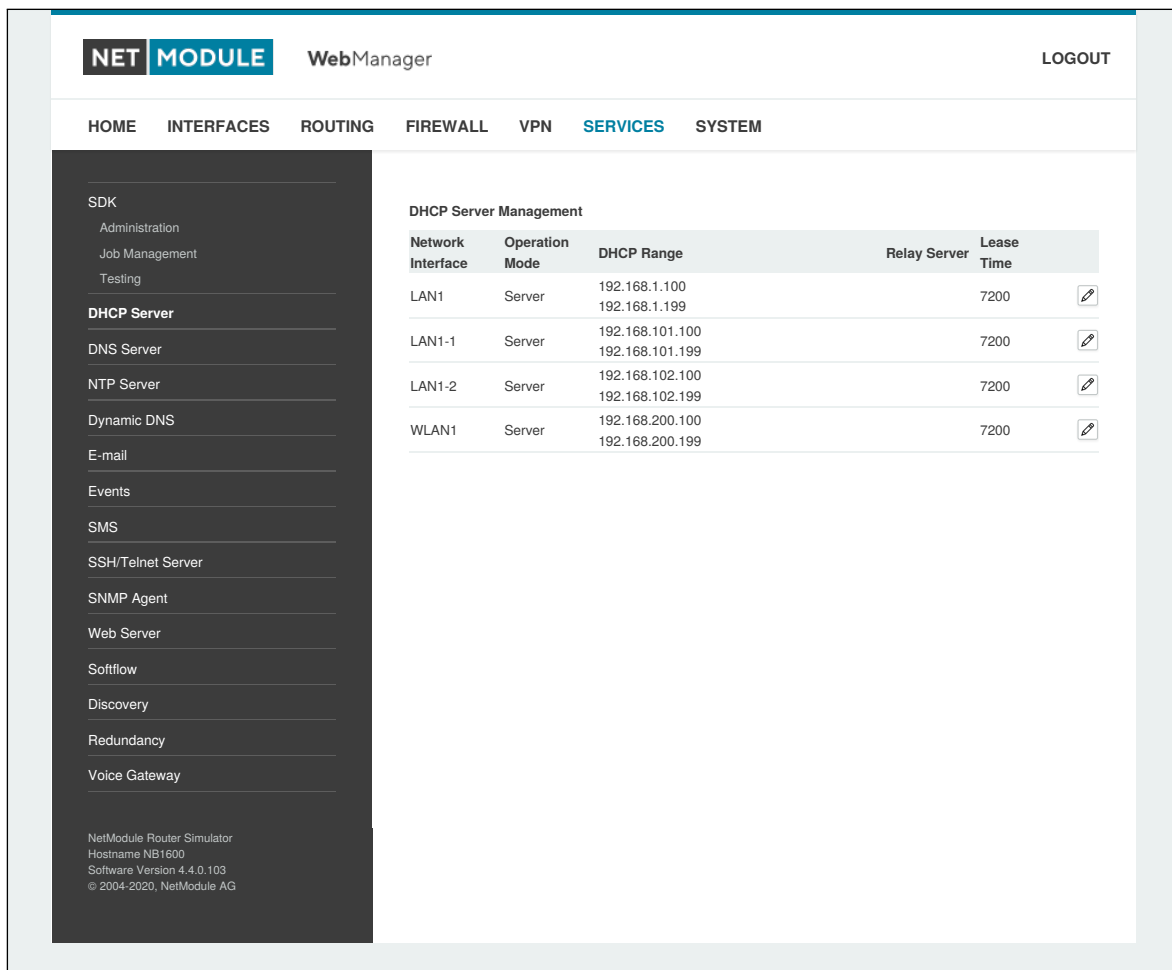 NET MODULE WebManager LOGOUT
HOME INTERFACES ROUTING FIREWALL VPN SERVICES SYSTEM
SDK
Administration
Job Management
Testing
DHCP Server
DNS Server
NTP Server
Dynamic DNS
E-mail
Events
SMS
SSH/Telnet Server
SNMP Agent
Web Server
Softflow
Discovery
Redundancy
Voice Gateway
NetModule Router Simulator
Hostname NB1600
Software Version 4.4.0.103
© 2004-2020, NetModule AG
DHCP Server Management
Network Interface Operation Mode DHCP Range Relay Server Lease Time
LAN1 Server 192.168.1.100 7200
192.168.1.199
LAN1-1 Server 192.168.101.100 7200
192.168.101.199
LAN1-2 Server 192.168.102.100 7200
192.168.102.199
WLAN1 Server 192.168.200.100 7200
192.168.200.199